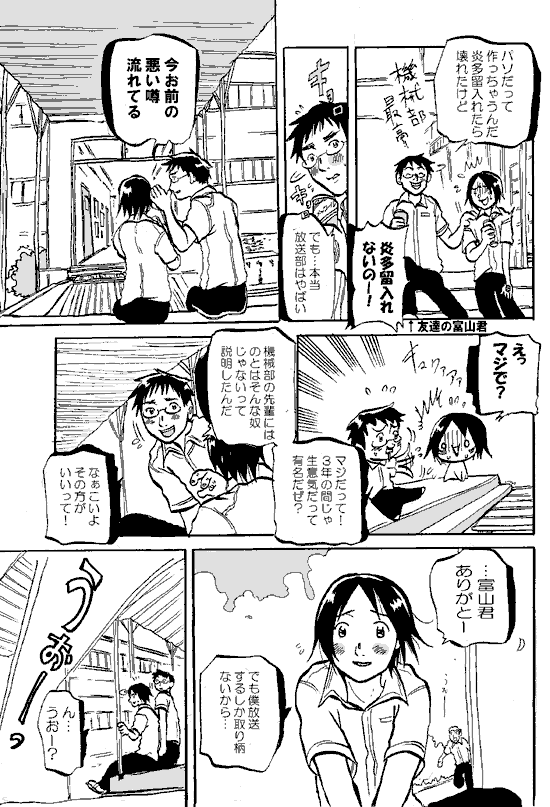 パソだって
作っちゃうんだ
炎多留入れたら
壊れたけど
機械部
最高
炎多留入れ
ないのー!
↑友達の富山君
でも…本当
放送部はやばい
今お前の
悪い噂
流れてる
えっ
マジで?
マジだって!
3年の間じゃ
生意気だって
有名だぜ?
機械部の先輩には
のとはそんな奴
じゃないって
説明したんだ
なぁこいよ
その方が
いいって!
…富山君
ありがとー
でも僕放送
するしか取り柄
ないから…
うぉーっ
ん…
うおー?